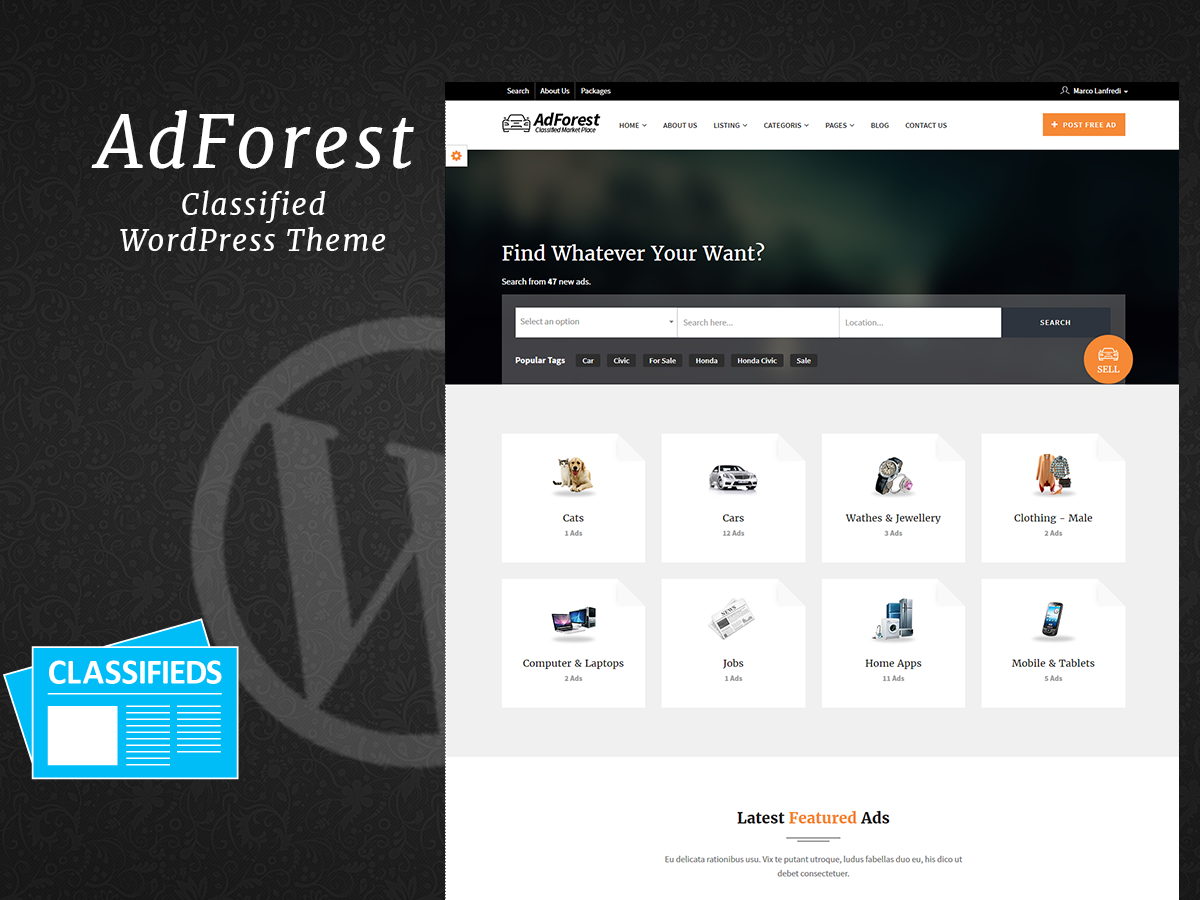 AdForest
Classified
WordPress Theme
CLASSIFIEDS
Search About Us Packages Marco Lanfredi
AdForest
Classified Market Place
HOME ABOUT US LISTING CATEGORIS PAGES BLOG CONTACT US + POST FREE AD
Find Whatever Your Want?
Search from 47 new ads.
Select an option Search here... Location... SEARCH
Popular Tags Car Civic For Sale Honda Honda Civic Sale
SELL
Cats Cars Wathes & Jewellery Clothing - Male
1 Ads 12 Ads 3 Ads 2 Ads
NEWS
Computer & Laptops Jobs Home Apps Mobile & Tablets
2 Ads 1 Ads 11 Ads 5 Ads
Latest Featured Ads
Eu delicata rationibus usu. Vix te putant utroque, ludus fabellas duo eu, his dico ut
debet consectetuer.